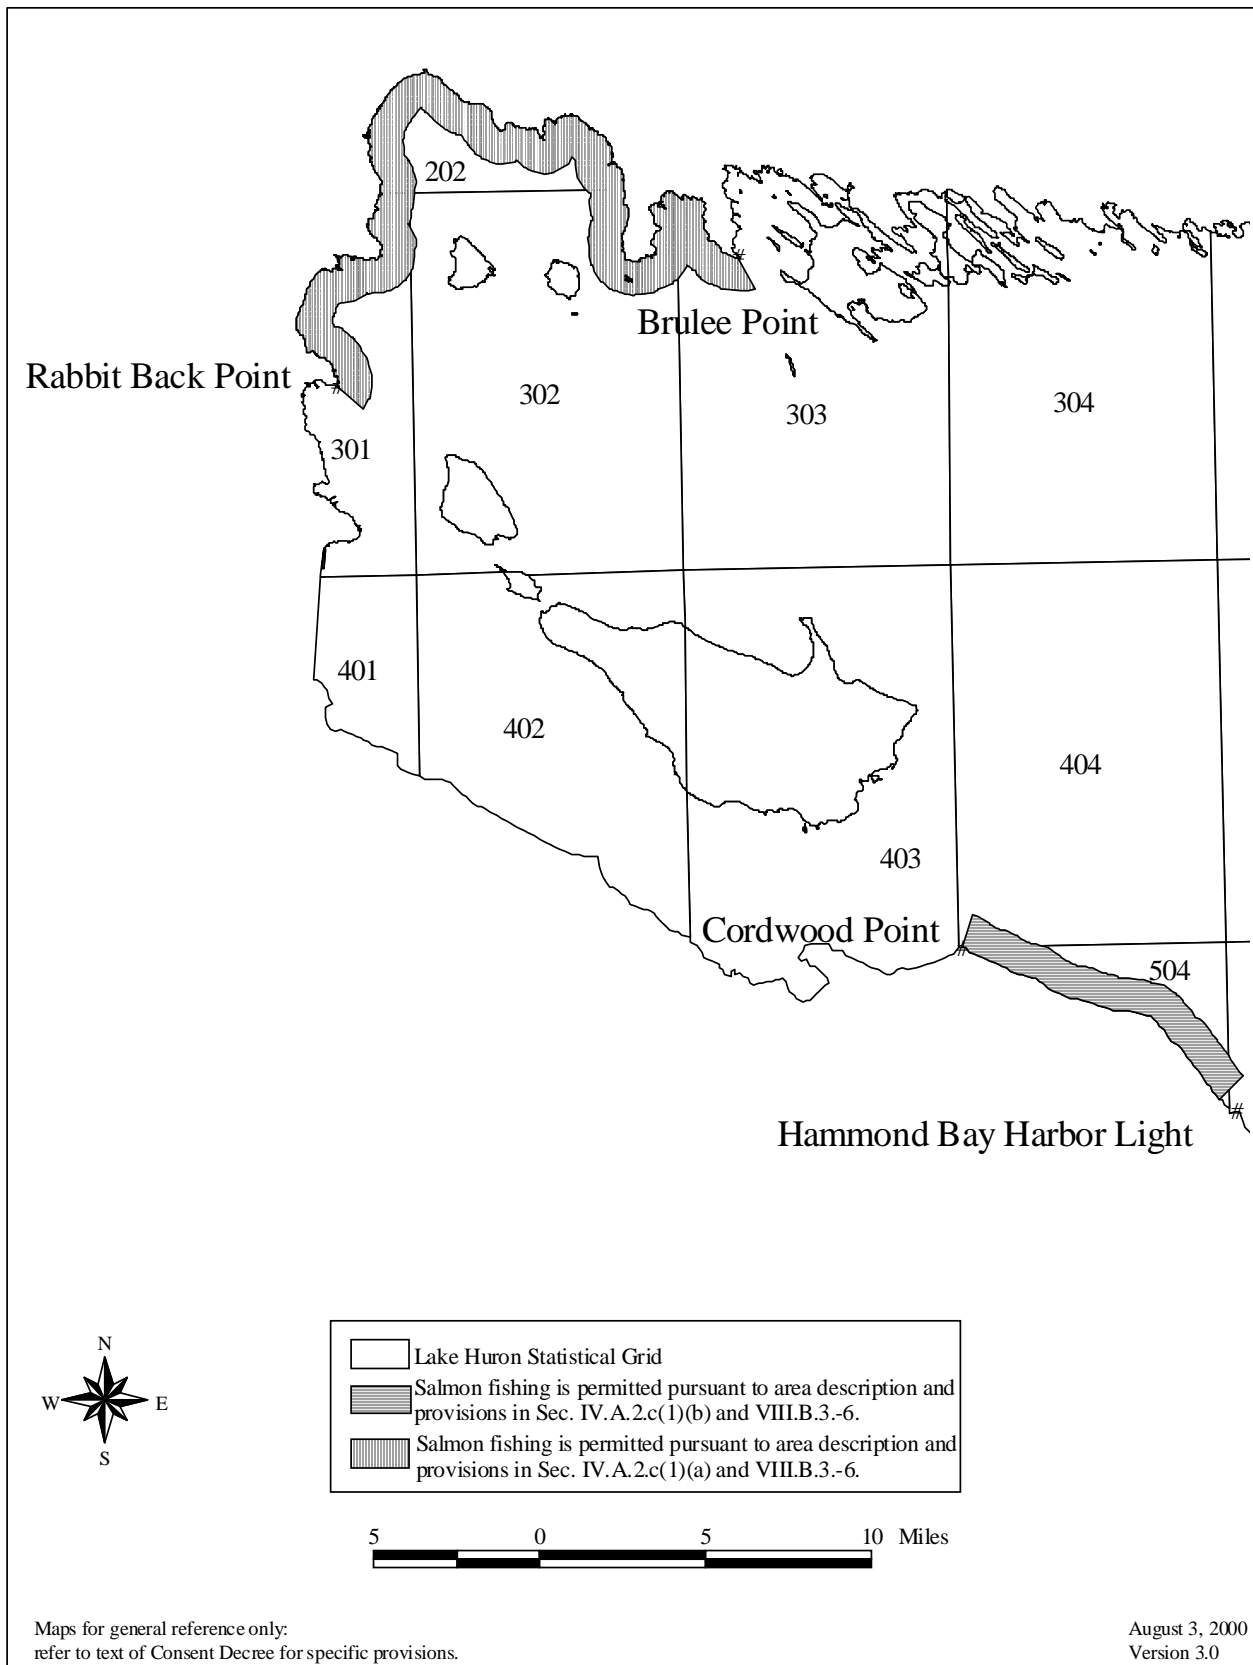 202
Brulee Point
Rabbit Back Point
302
303
304
301
401
402
404
403
Cordwood Point
#
#
#
504
#
Hammond Bay Harbor Light
N
W E
S
Lake Huron Statistical Grid
Salmon fishing is permitted pursuant to area description and
provisions in Sec. IV.A.2.c(1)(b) and VIII.B.3.-6.
Salmon fishing is permitted pursuant to area description and
provisions in Sec. IV.A.2.c(1)(a) and VIII.B.3.-6.
5 0 5 10 Miles
Maps for general reference only:
refer to text of Consent Decree for specific provisions.
August 3, 2000
Version 3.0